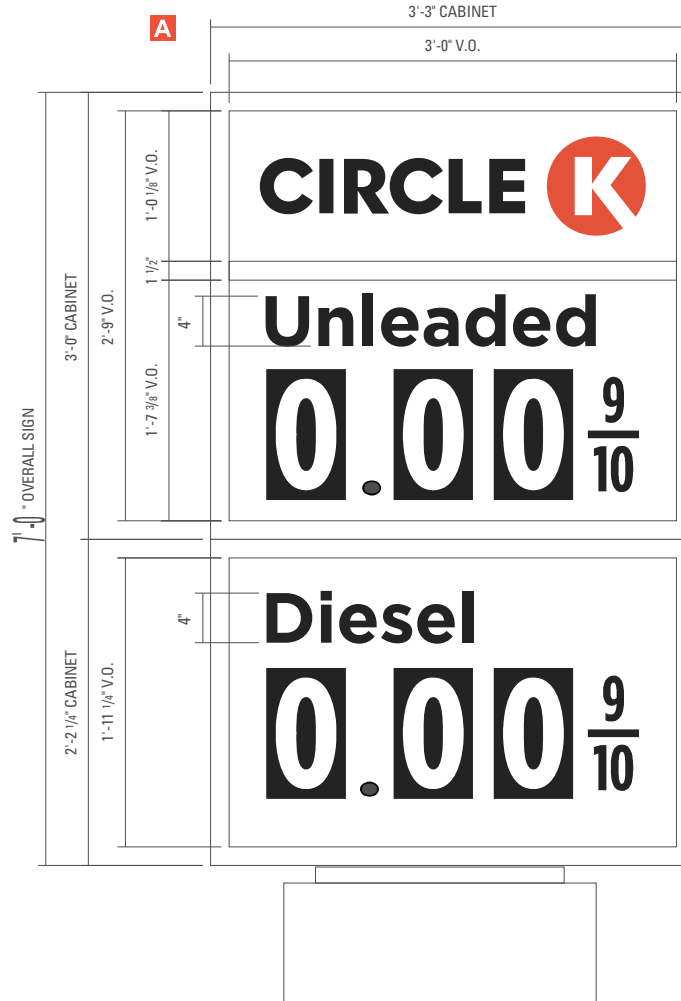 A
3'-3" CABINET
3'-0" V.O.
CIRCLE K
1'-0 1/8" V.O.
1 1/2"
Unleaded
4"
3'-0" CABINET
2'-9" V.O.
1'-7 3/8" V.O.
0.00 9/10
7'-0" OVERALL SIGN
Diesel
4"
2'-2 1/4" CABINET
1'-11 1/4" V.O.
0.00 9/10